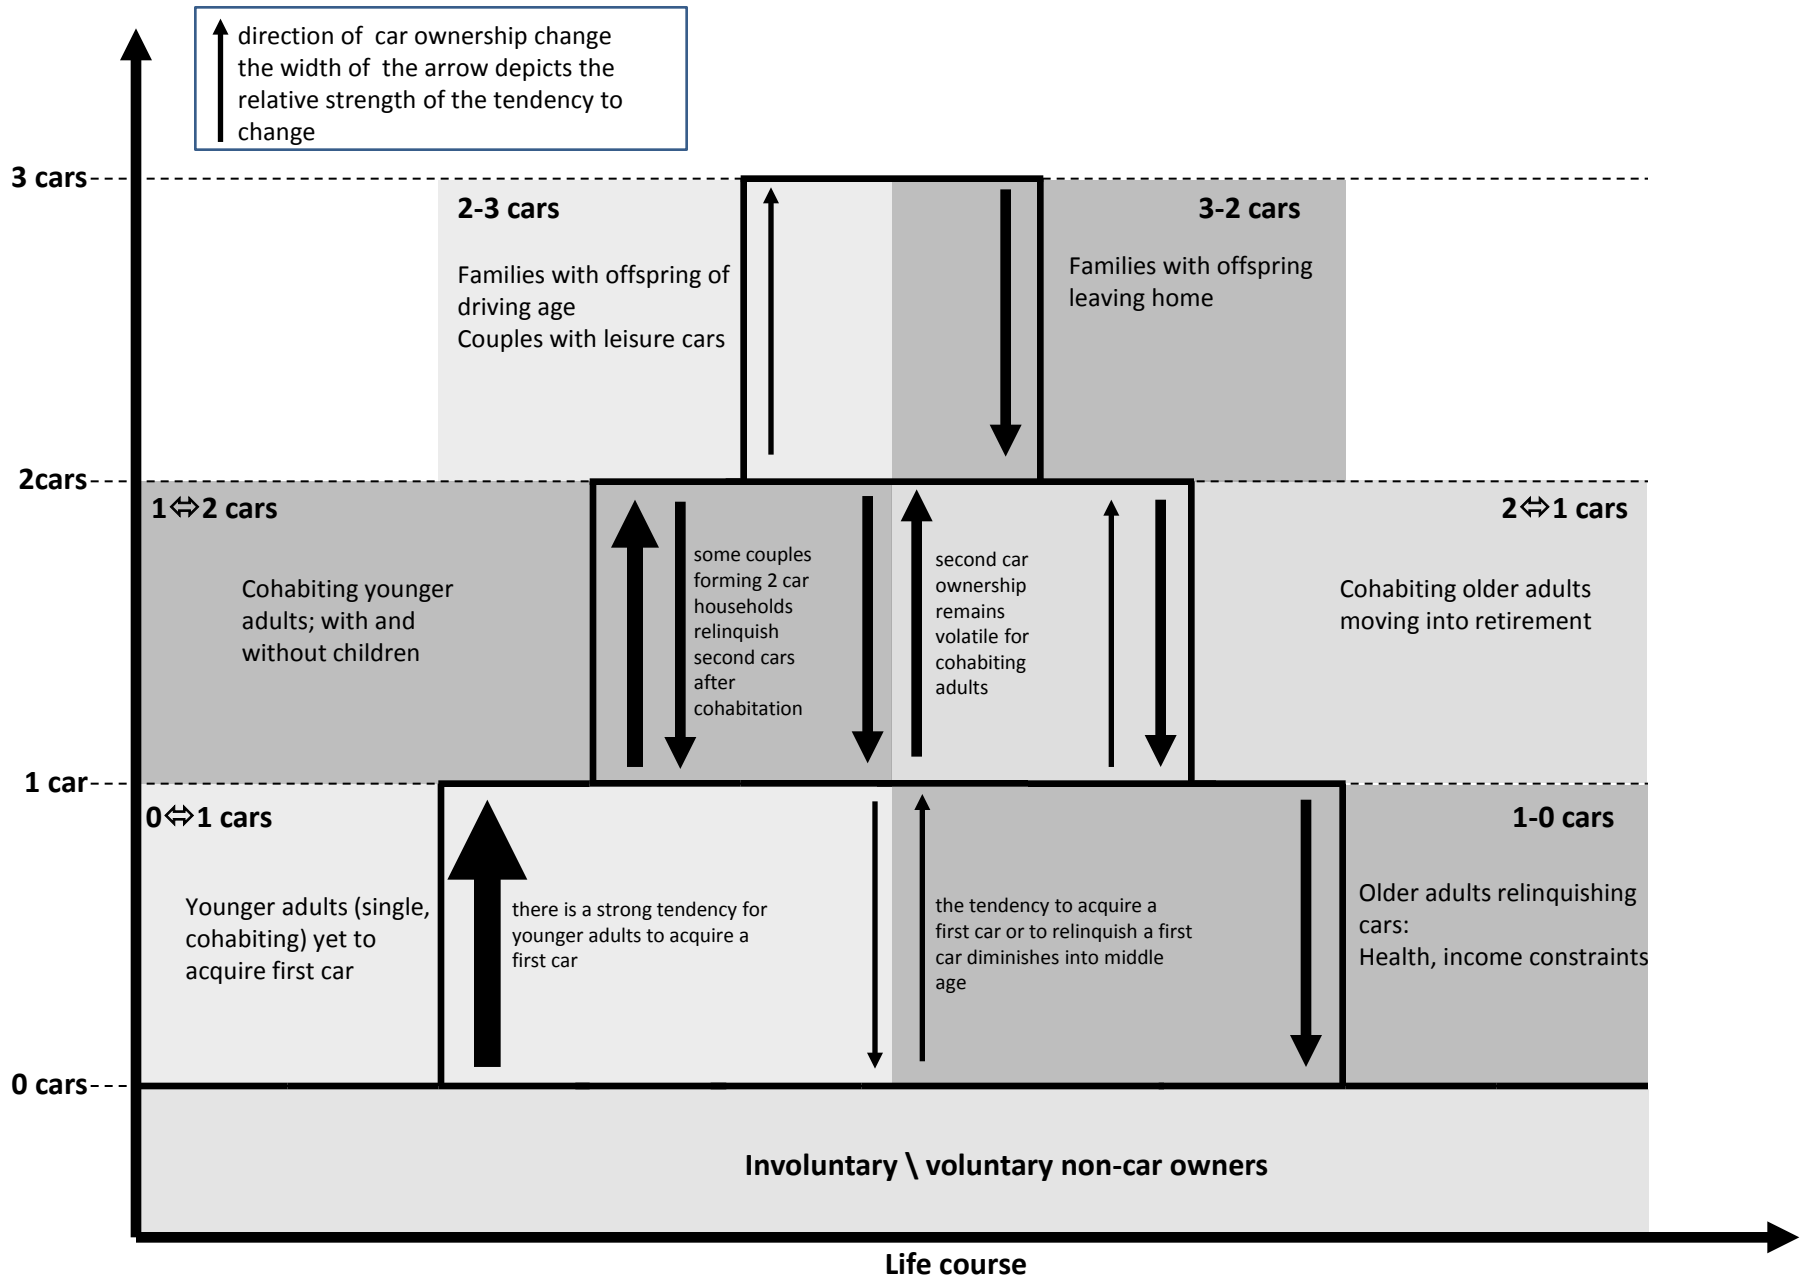 direction of car ownership change
the width of the arrow depicts the
relative strength of the tendency to
change
3 cars
2-3 cars
Families with offspring of
driving age
Couples with leisure cars
3-2 cars
Families with offspring
leaving home
2cars
1⇔2 cars
Cohabiting younger
adults; with and
without children
some couples
forming 2 car
households
relinquish
second cars
after
cohabitation
second car
ownership
remains
volatile for
cohabiting
adults
2⇔1 cars
Cohabiting older adults
moving into retirement
1 car
0⇔1 cars
Younger adults (single,
cohabiting) yet to
acquire first car
there is a strong tendency for
younger adults to acquire a
first car
the tendency to acquire a
first car or to relinquish a first
car diminishes into middle
age
1-0 cars
Older adults relinquishing
cars:
Health, income constraints
0 cars
Involuntary \ voluntary non-car owners
Life course